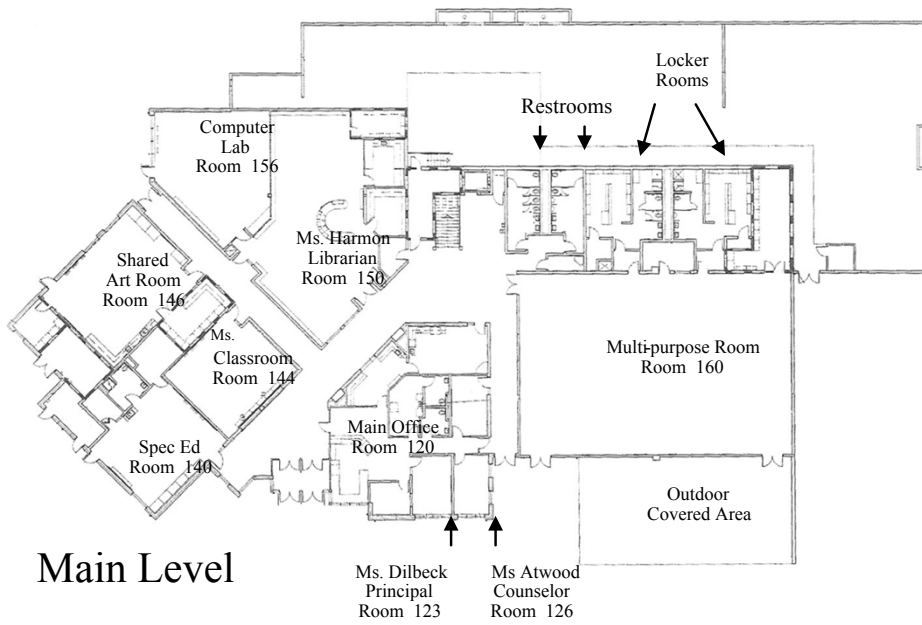 Locker
Rooms
Restrooms
Computer
Lab
Room 156
Ms. Harmon
Librarian
Room 150
Shared
Art Room
Room 146
Ms.
Classroom
Room 144
Multi-purpose Room
Room 160
Main Office
Room 120
Spec Ed
Room 140
Outdoor
Covered Area
Main Level
Ms. Dilbeck
Principal
Room 123
Ms Atwood
Counselor
Room 126